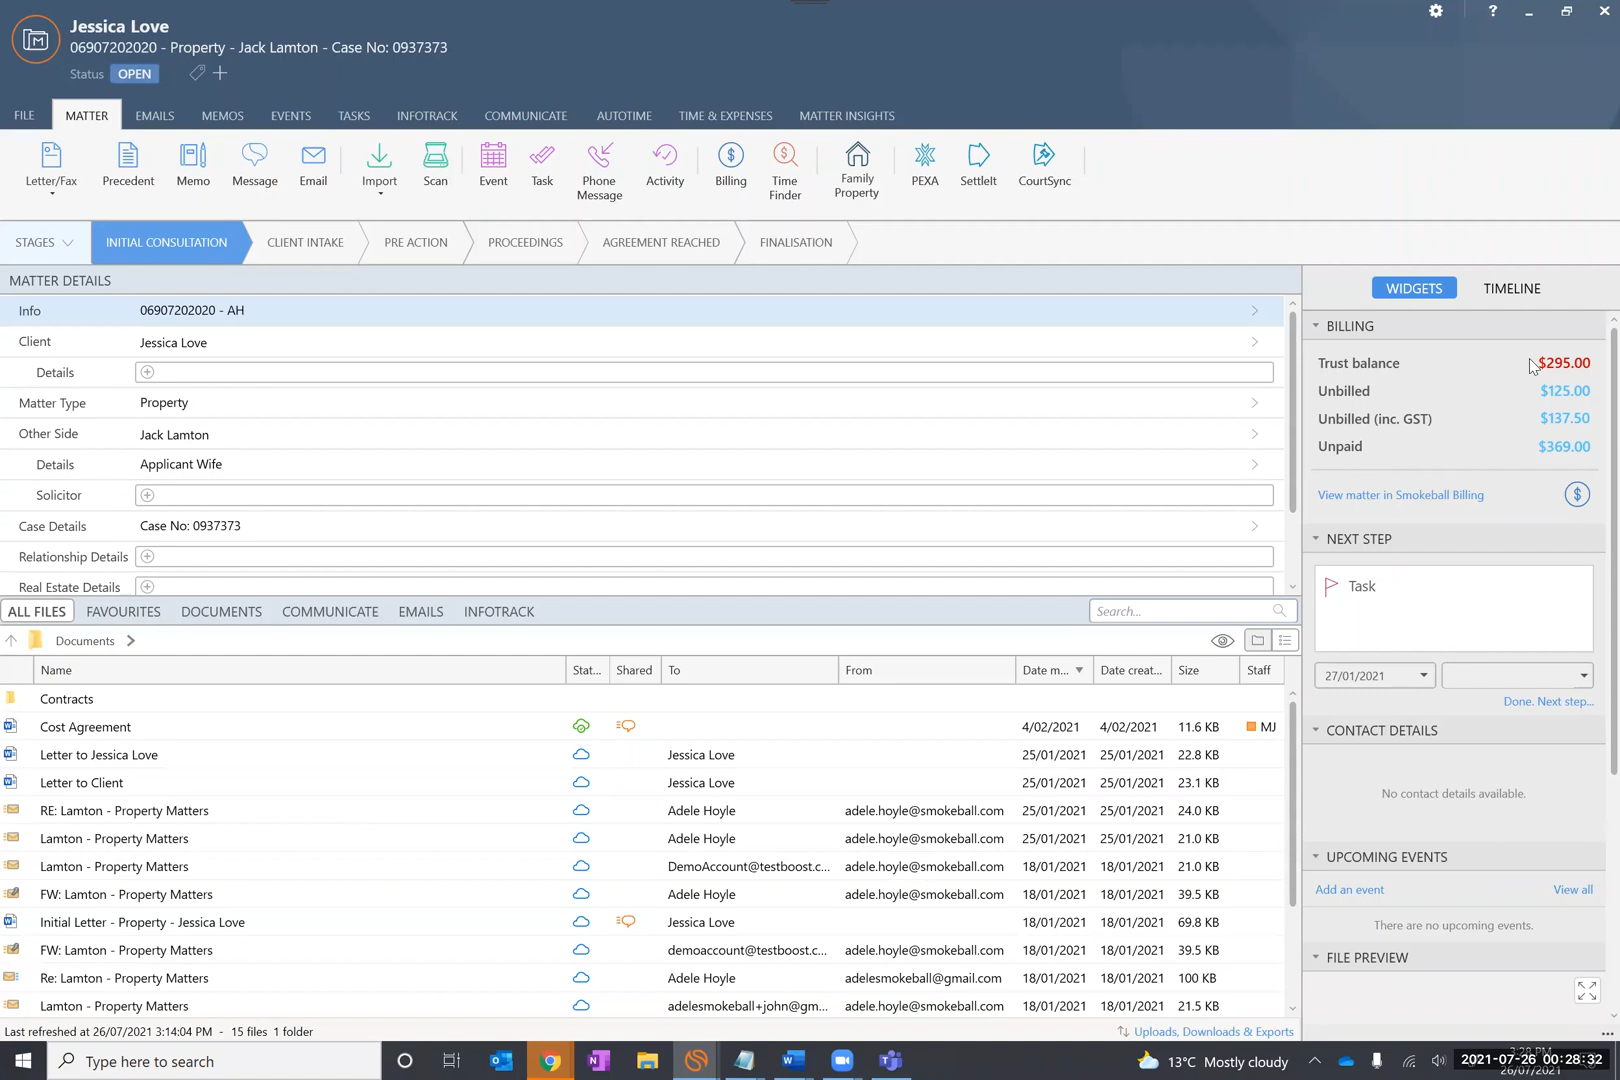 Jessica Love
06907202020 - Property - Jack Lamton - Case No: 0937373
Status OPEN
FILE MATTER EMAILS MEMOS EVENTS TASKS INFOTRACK COMMUNICATE AUTOTIME TIME & EXPENSES MATTER INSIGHTS
Letter/Fax Precedent Memo Message Email Import Scan Event Task Phone Message Activity Billing Time Finder Family Property PEXA SettleIt CourtSync
STAGES INITIAL CONSULTATION CLIENT INTAKE PRE ACTION PROCEEDINGS AGREEMENT REACHED FINALISATION
MATTER DETAILS
Info 06907202020 - AH
Client Jessica Love
Details
Matter Type Property
Other Side Jack Lamton
Details Applicant Wife
Solicitor
Case Details Case No: 0937373
Relationship Details
Real Estate Details
WIDGETS TIMELINE
BILLING
Trust balance $295.00
Unbilled $125.00
Unbilled (inc. GST) $137.50
Unpaid $369.00
View matter in Smokeball Billing
NEXT STEP
Task
27/01/2021
Done. Next step...
CONTACT DETAILS
No contact details available.
UPCOMING EVENTS
Add an event View all
There are no upcoming events.
FILE PREVIEW
ALL FILES FAVOURITES DOCUMENTS COMMUNICATE EMAILS INFOTRACK Search...
Documents
Name Stat... Shared To From Date m... Date creat... Size Staff
Contracts
Cost Agreement 4/02/2021 4/02/2021 11.6 KB MJ
Letter to Jessica Love Jessica Love 25/01/2021 25/01/2021 22.8 KB
Letter to Client Jessica Love 25/01/2021 25/01/2021 23.1 KB
RE: Lamton - Property Matters Adele Hoyle adele.hoyle@smokeball.com 25/01/2021 25/01/2021 24.0 KB
Lamton - Property Matters Adele Hoyle adele.hoyle@smokeball.com 25/01/2021 25/01/2021 21.0 KB
Lamton - Property Matters DemoAccount@testboost.c... adele.hoyle@smokeball.com 18/01/2021 18/01/2021 21.0 KB
FW: Lamton - Property Matters Adele Hoyle adele.hoyle@smokeball.com 18/01/2021 18/01/2021 39.5 KB
Initial Letter - Property - Jessica Love Jessica Love 18/01/2021 18/01/2021 69.8 KB
FW: Lamton - Property Matters demoaccount@testboost.c... adele.hoyle@smokeball.com 18/01/2021 18/01/2021 39.5 KB
Re: Lamton - Property Matters Adele Hoyle adelesmokeball@gmail.com 18/01/2021 18/01/2021 100 KB
Lamton - Property Matters adelesmokeball+john@gm... adele.hoyle@smokeball.com 18/01/2021 18/01/2021 21.5 KB
Last refreshed at 26/07/2021 3:14:04 PM - 15 files 1 folder Uploads, Downloads & Exports
Type here to search 13°C Mostly cloudy 2021-07-26 00:28:32
26/07/2021